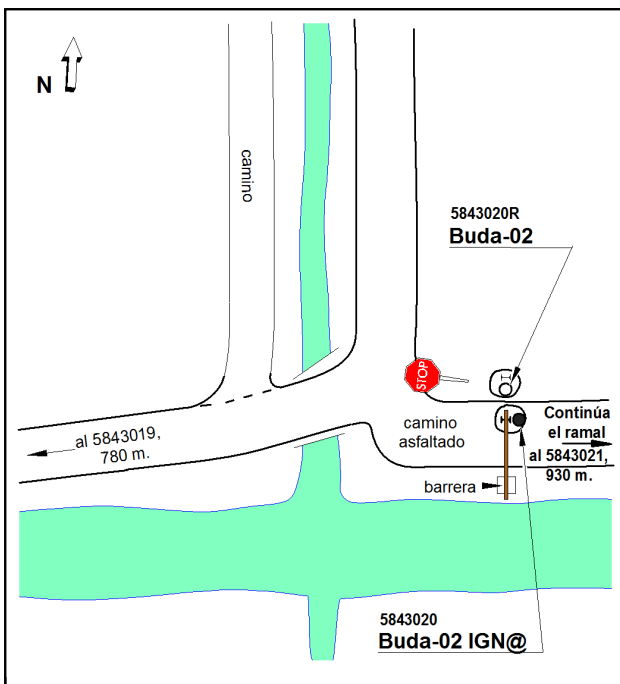 N
camino
5843020R
Buda-02
STOP
Continúa
el ramal
al 5843021,
930 m.
camino
asfaltado
al 5843019,
780 m.
barrera
5843020
Buda-02 IGN@